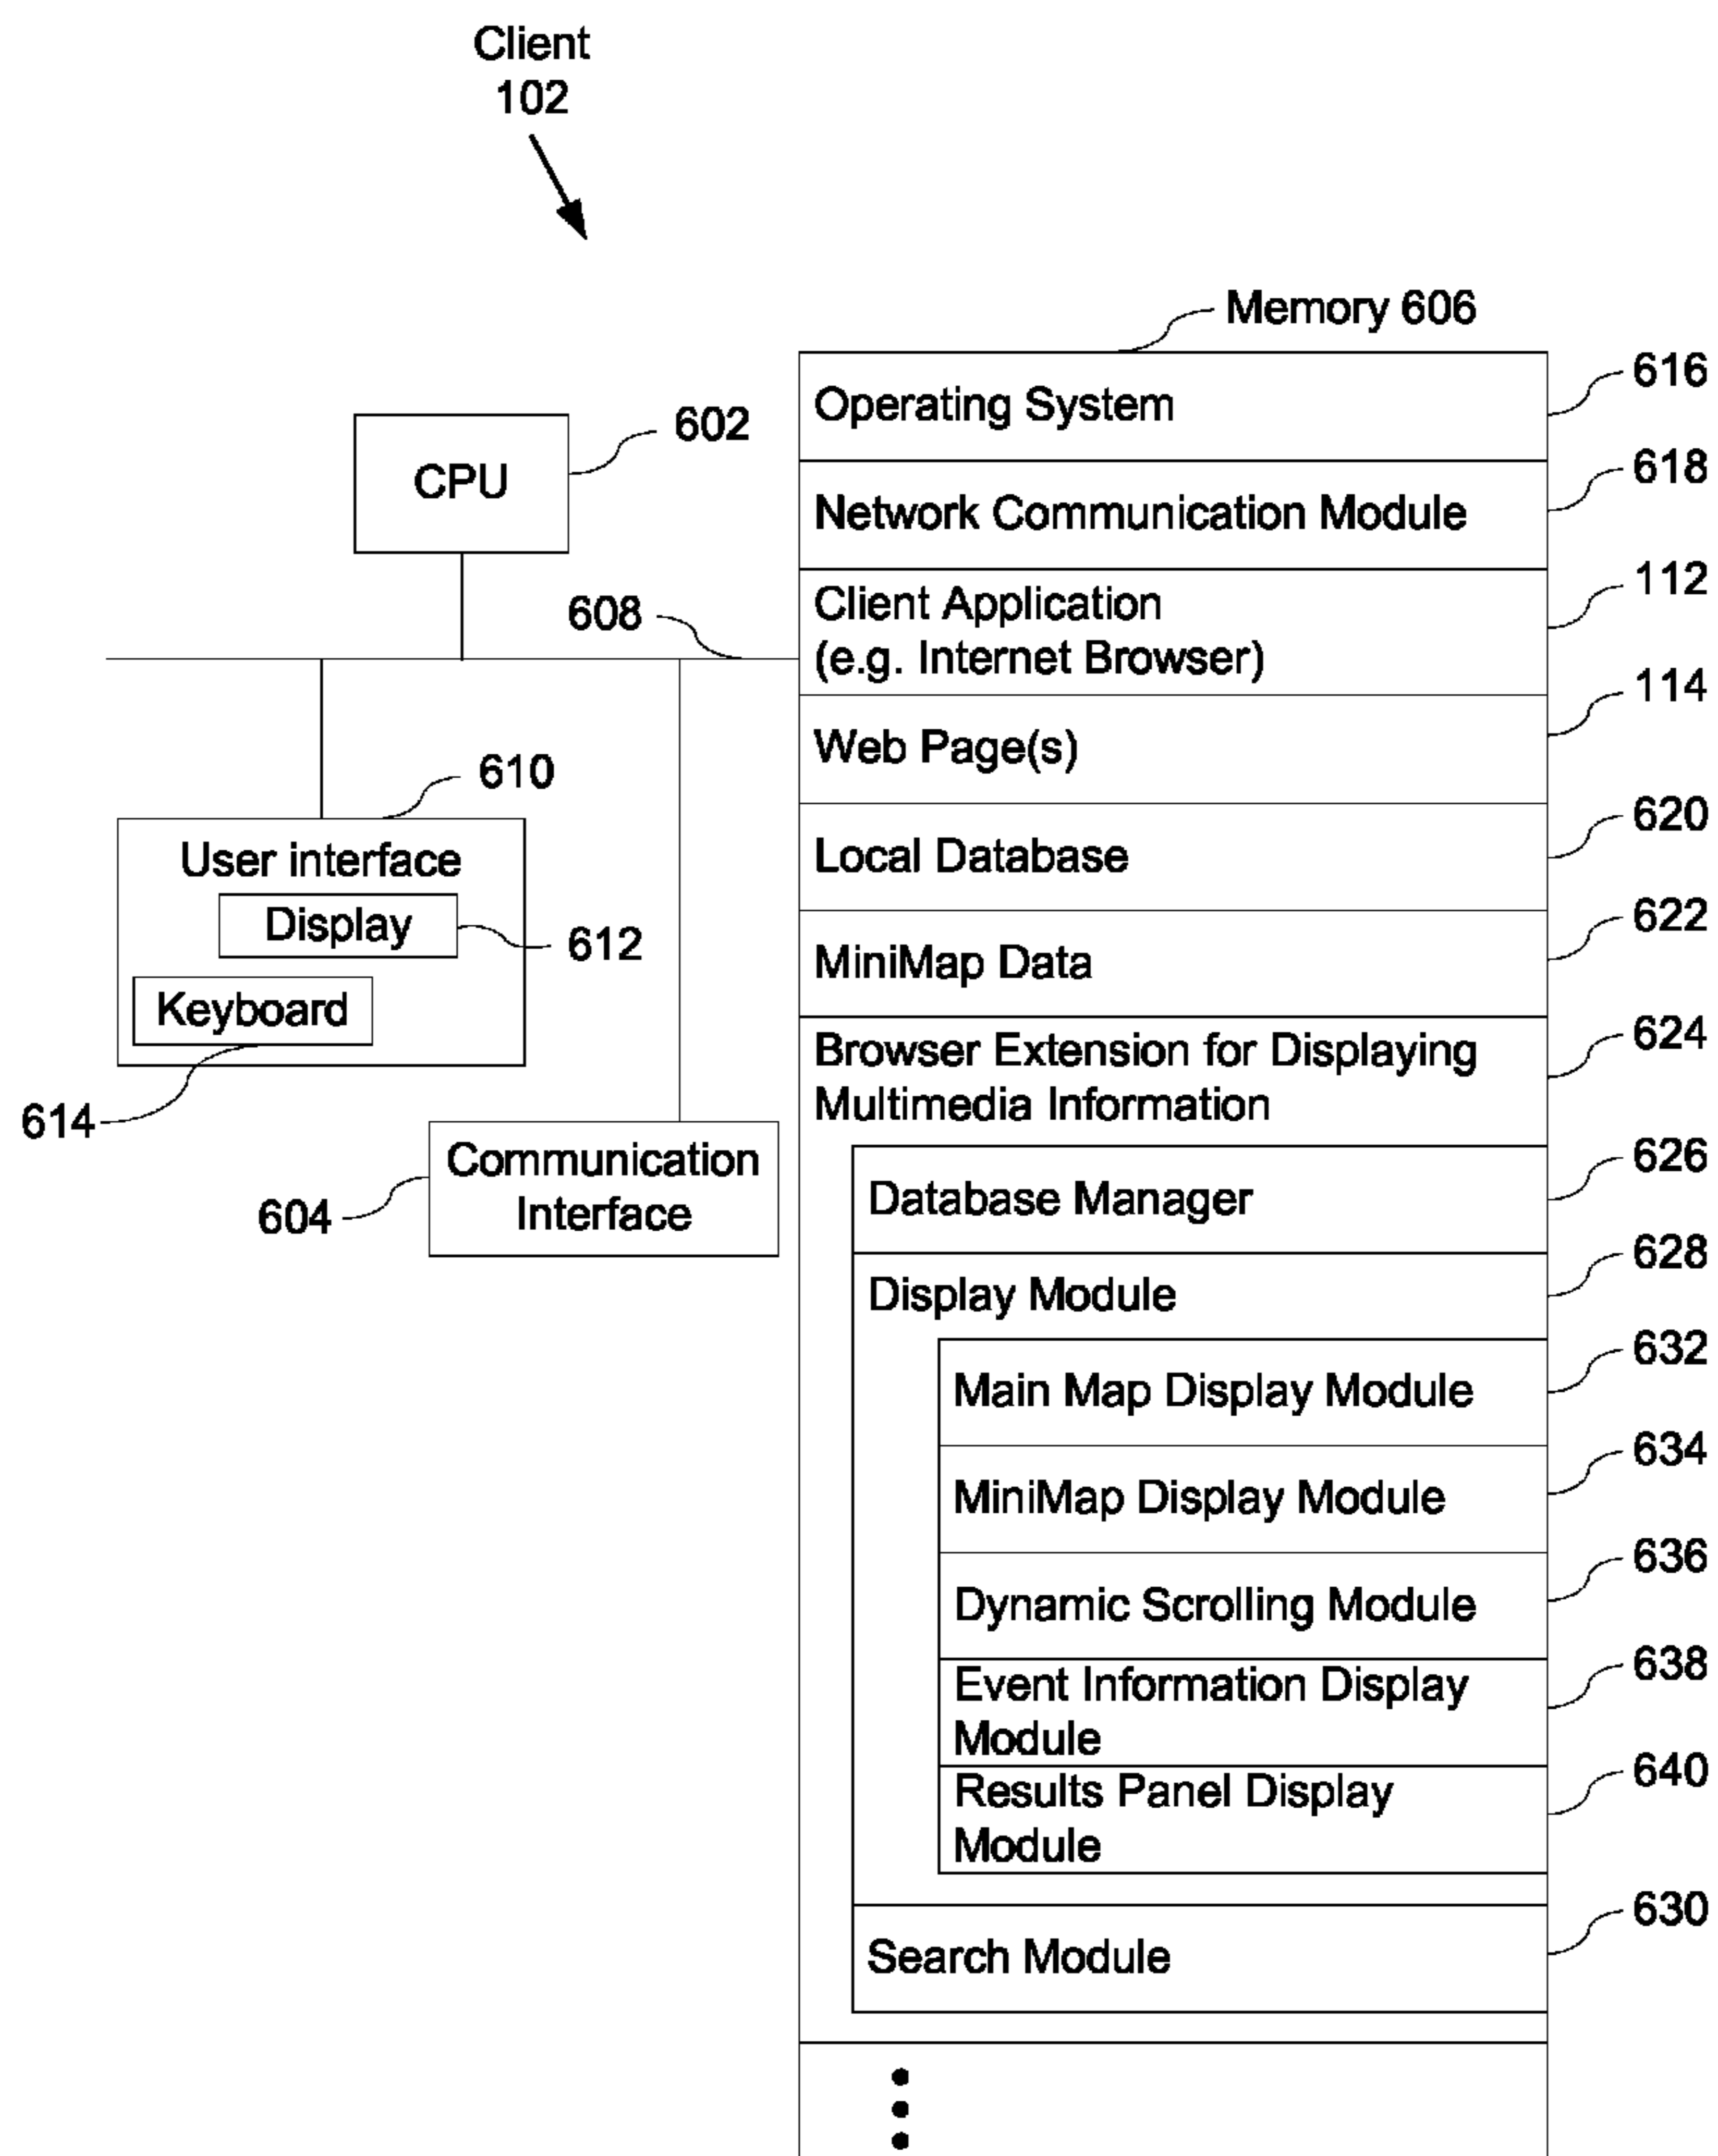 Client
102
Memory 606
Operating System
616
602
CPU
Network Communication Module
618
608
Client Application
(e.g. Internet Browser)
112
Web Page(s)
114
610
User interface
Display
612
Keyboard
614
Local Database
620
MiniMap Data
622
Browser Extension for Displaying
Multimedia Information
624
Communication
Interface
604
Database Manager
626
Display Module
628
Main Map Display Module
632
MiniMap Display Module
634
Dynamic Scrolling Module
636
Event Information Display
Module
638
Results Panel Display
Module
640
Search Module
630